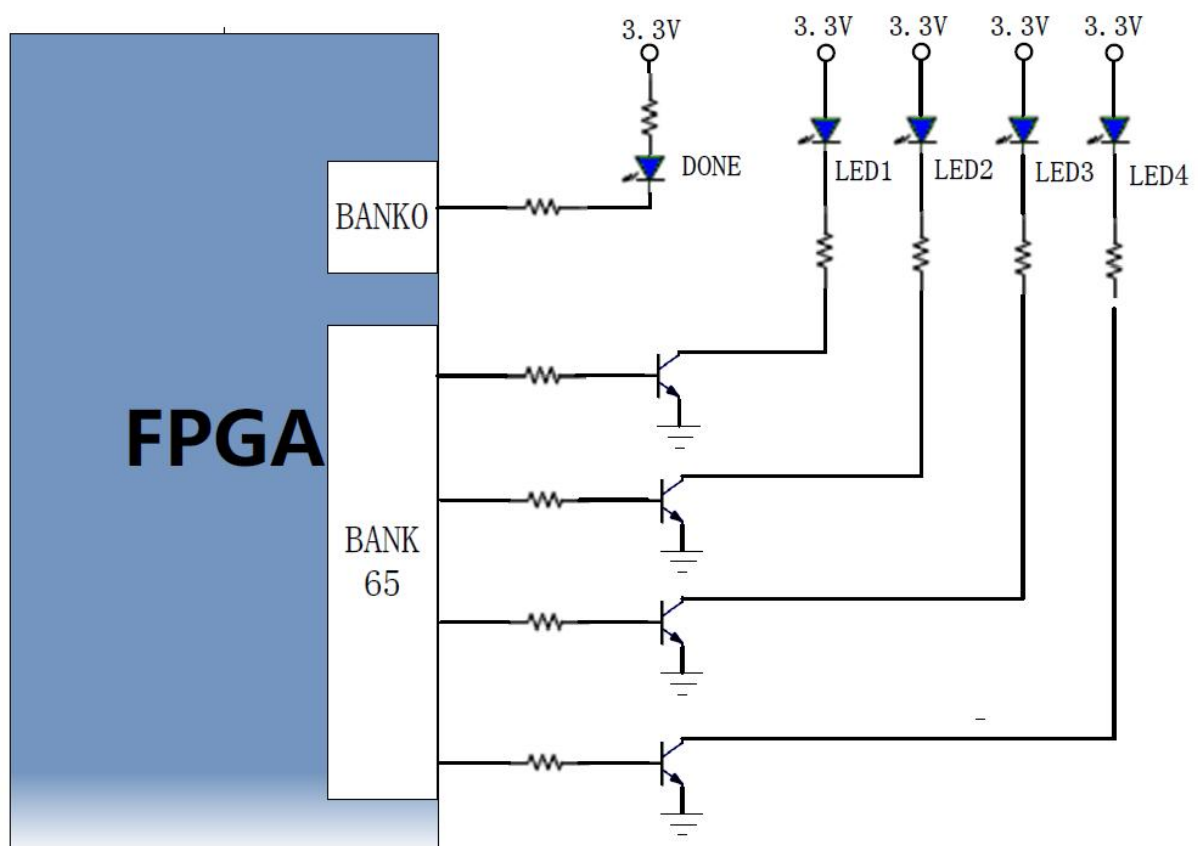 3.3V
3.3V
3.3V
3.3V
3.3V
DONE
LED1
LED2
LED3
LED4
BANK0
FPGA
BANK
65